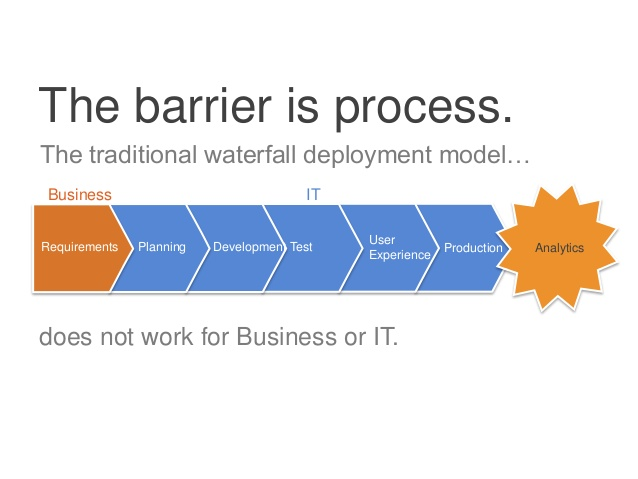 The barrier is process.
The traditional waterfall deployment model…
Business
IT
Requirements
Planning
Development
Test
User
Experience
Production
Analytics
does not work for Business or IT.